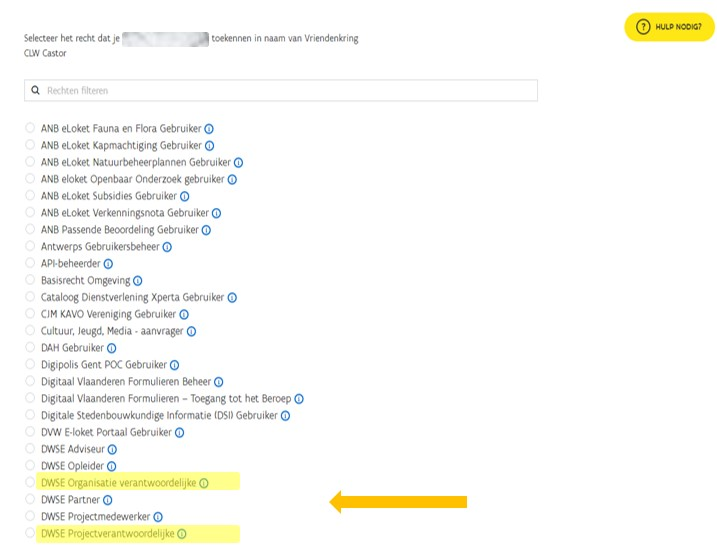 HULP NODIG?
Selecteer het recht dat je toekennen in naam van Vriendenkring
CLW Castor
Rechten filteren
ANB eLoket Fauna en Flora Gebruiker
ANB eLoket Kapmachtiging Gebruiker
ANB eLoket Natuurbeheerplannen Gebruiker
ANB eloket Openbaar Onderzoek gebruiker
ANB eLoket Subsidies Gebruiker
ANB eLoket Verkenningsnota Gebruiker
ANB Passende Beoordeling Gebruiker
Antwerps Gebruikersbeheer
API-beheerder
Basisrecht Omgeving
Cataloog Dienstverlening Xperta Gebruiker
CJM KAVO Vereniging Gebruiker
Cultuur, Jeugd, Media - aanvrager
DAH Gebruiker
Digipolis Gent POC Gebruiker
Digitaal Vlaanderen Formulieren Beheer
Digitaal Vlaanderen Formulieren – Toegang tot het Beroep
Digitale Stedenbouwkundige Informatie (DSI) Gebruiker
DVW E-loket Portaal Gebruiker
DWSE Adviseur
DWSE Opleider
DWSE Organisatie verantwoordelijke
DWSE Partner
DWSE Projectmedewerker
DWSE Projectverantwoordelijke